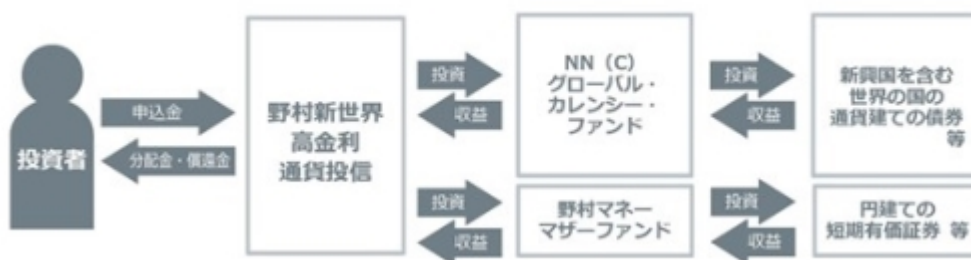 投資者
申込金
分配金・償還金
野村新世界
高金利
通貨投信
投資
収益
NN(C)
グローバル・
カレンシー・
ファンド
投資
収益
新興国を含む
世界の国の
通貨建ての債券
等
投資
収益
野村マネー
マザーファンド
投資
収益
円建ての
短期有価証券 等